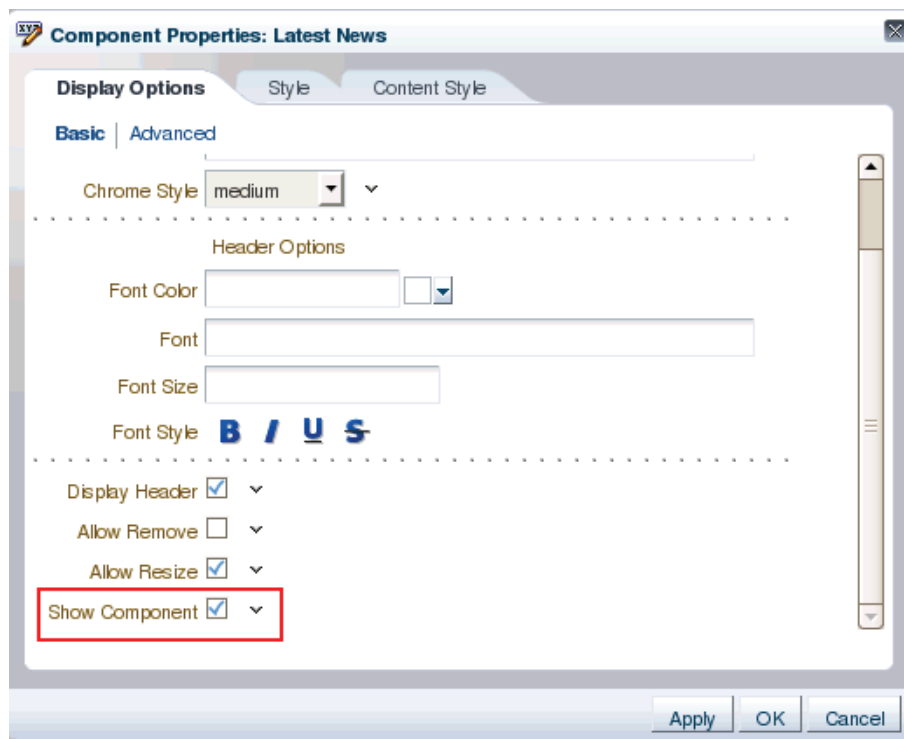 Component Properties: Latest News
Display Options Style Content Style
Basic | Advanced
Chrome Style medium
Header Options
Font Color
Font
Font Size
Font Style B I U S
Display Header
Allow Remove
Allow Resize
Show Component
Apply OK Cancel